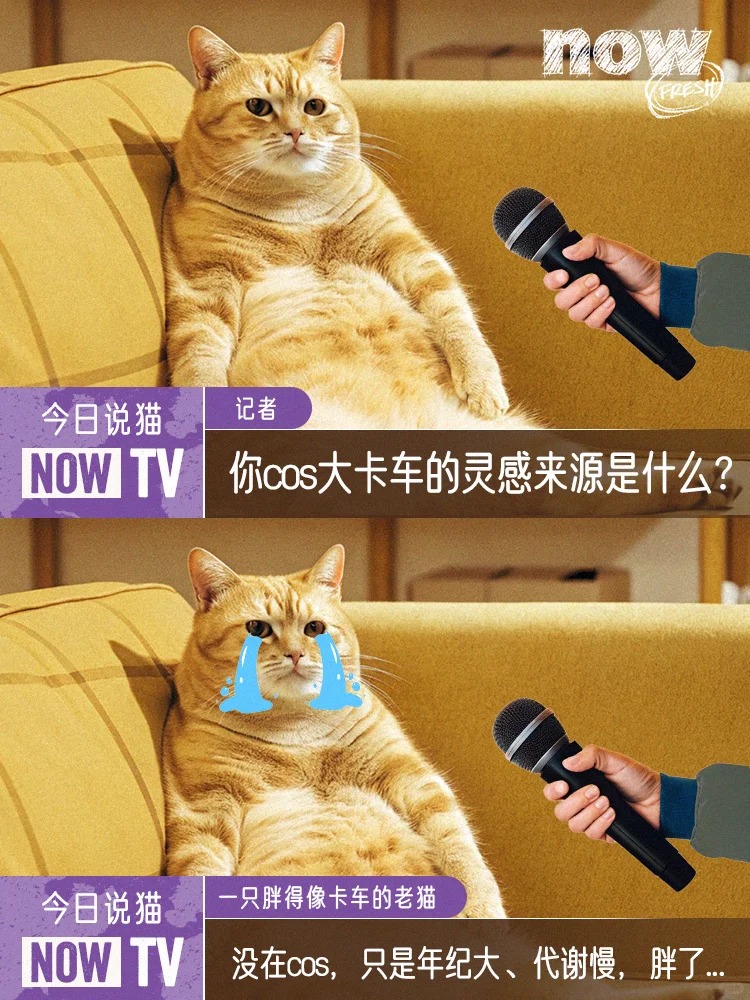 now
FRESH
今日说猫
NOW TV
记者
你cos大卡车的灵感来源是什么？
今日说猫
NOW TV
一只胖得像卡车的老猫
没在cos，只是年纪大、代谢慢，胖了...